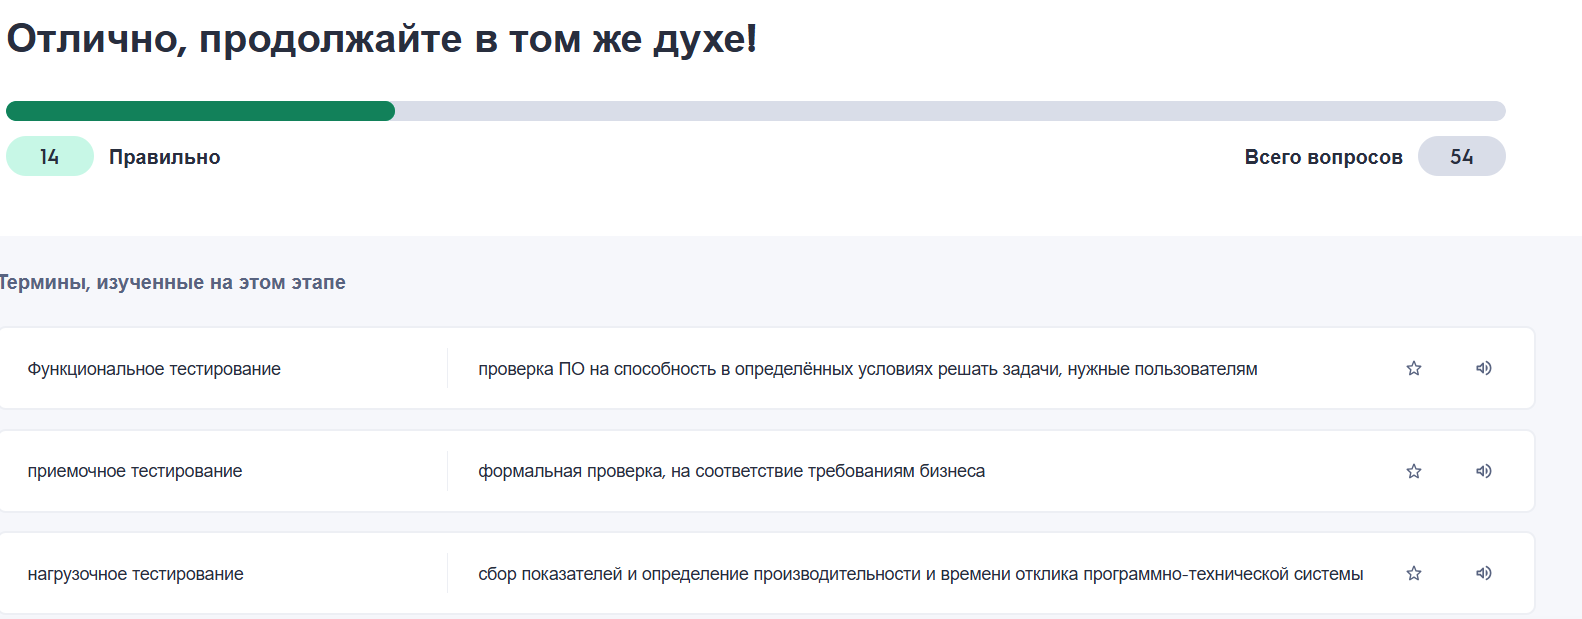 Отлично, продолжайте в том же духе!
14 Правильно Всего вопросов 54
Термины, изученные на этом этапе
Функциональное тестирование проверка ПО на способность в определённых условиях решать задачи, нужные пользователям
приемочное тестирование формальная проверка, на соответствие требованиям бизнеса
нагрузочное тестирование сбор показателей и определение производительности и времени отклика программно-технической системы